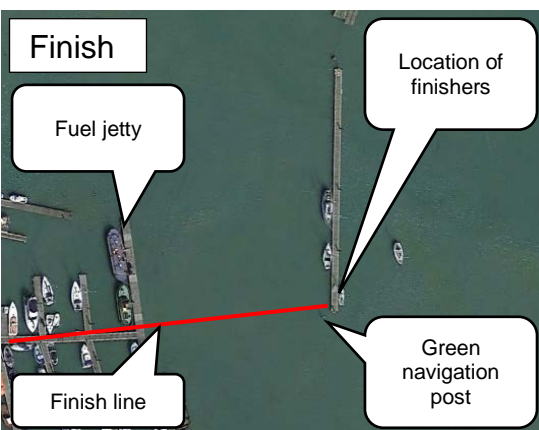 Finish
Location of
finishers
Fuel jetty
Green
navigation
post
Finish line